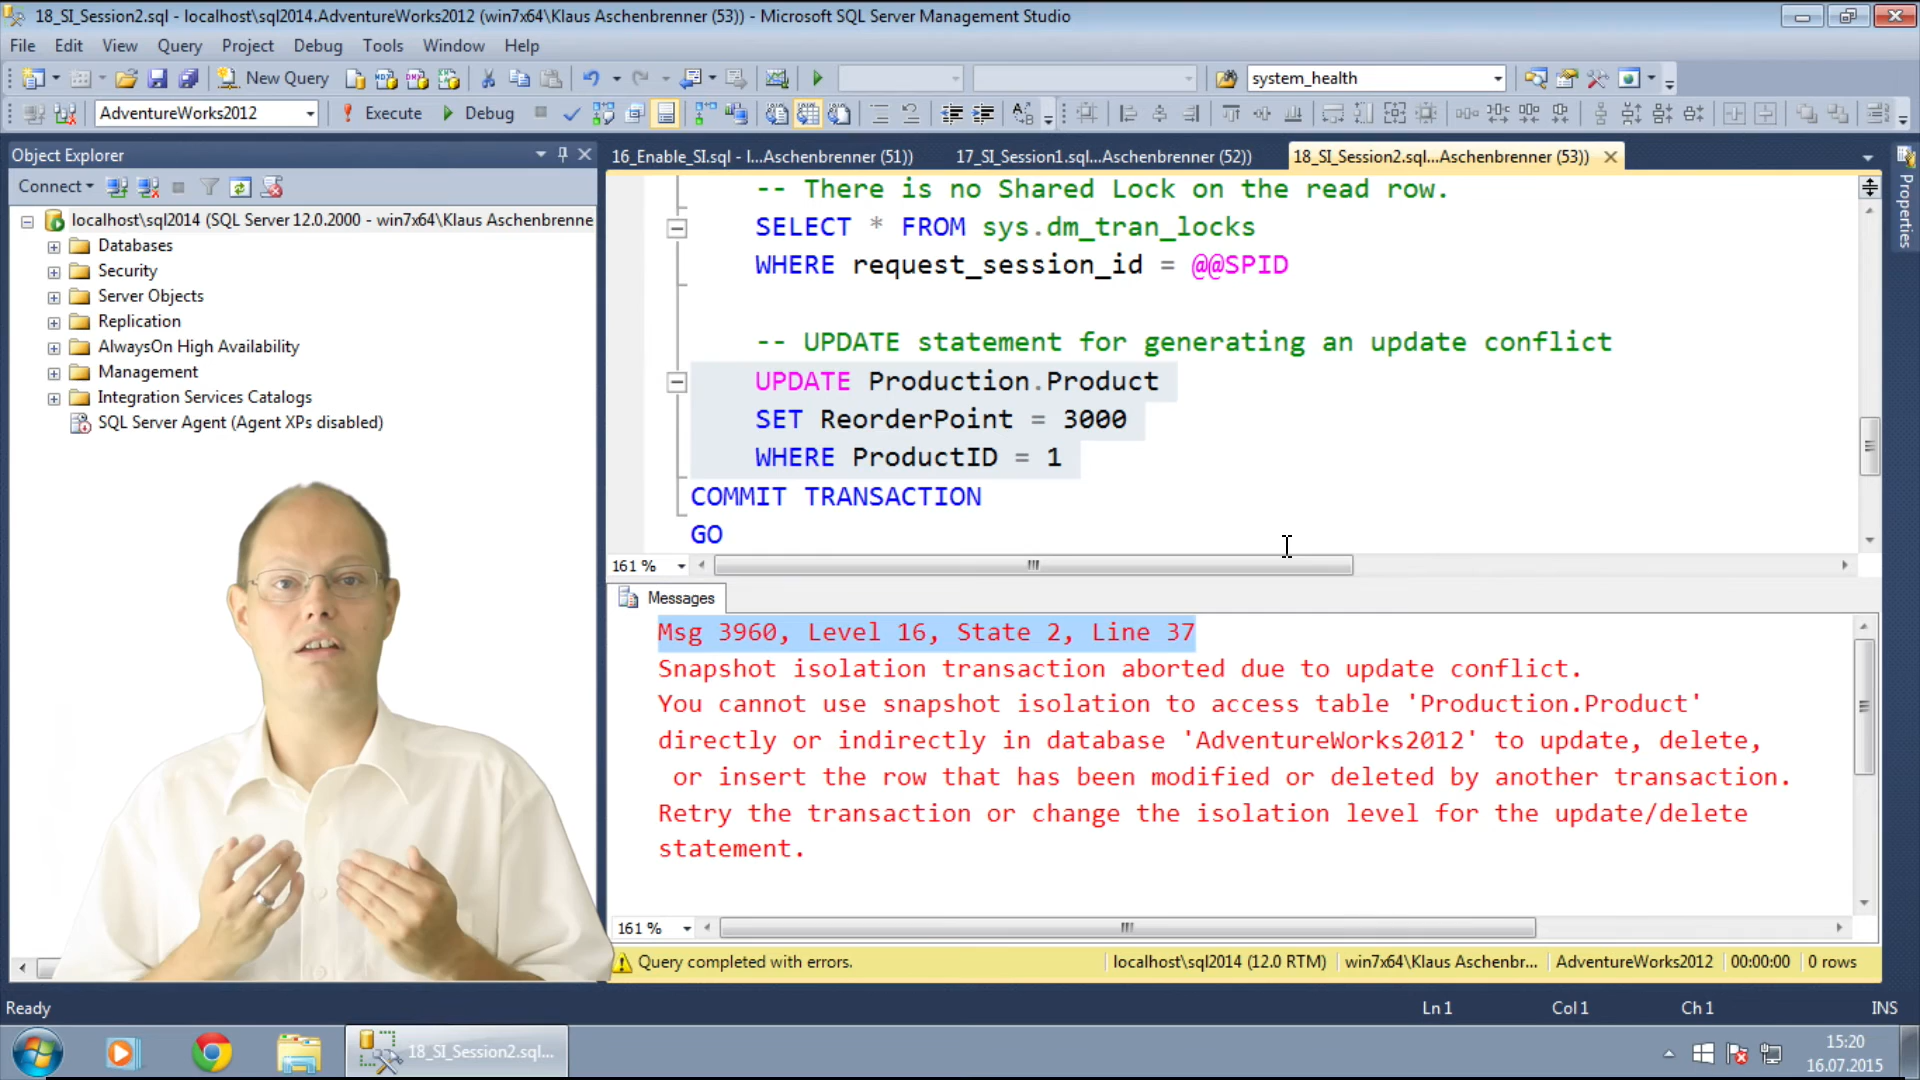 18_SI_Session2.sql - localhost\sql2014.AdventureWorks2012 (win7x64\Klaus Aschenbrenner (53)) - Microsoft SQL Server Management Studio
File Edit View Query Project Debug Tools Window Help
New Query system_health
AdventureWorks2012 Execute Debug
Object Explorer
16_Enable_SI.sql - l...Aschenbrenner (51)) 17_SI_Session1.sql...Aschenbrenner (52)) 18_SI_Session2.sql...Aschenbrenner (53))
Properties
Connect
localhost\sql2014 (SQL Server 12.0.2000 - win7x64\Klaus Aschenbrenne
Databases
Security
Server Objects
Replication
AlwaysOn High Availability
Management
Integration Services Catalogs
SQL Server Agent (Agent XPs disabled)
-- There is no Shared Lock on the read row.
SELECT * FROM sys.dm_tran_locks
WHERE request_session_id = @@SPID
-- UPDATE statement for generating an update conflict
UPDATE Production.Product
SET ReorderPoint = 3000
WHERE ProductID = 1
COMMIT TRANSACTION
GO
161 %
Messages
Msg 3960, Level 16, State 2, Line 37
Snapshot isolation transaction aborted due to update conflict.
You cannot use snapshot isolation to access table 'Production.Product'
directly or indirectly in database 'AdventureWorks2012' to update, delete,
or insert the row that has been modified or deleted by another transaction.
Retry the transaction or change the isolation level for the update/delete
statement.
161 %
Query completed with errors. localhost\sql2014 (12.0 RTM) win7x64\Klaus Aschenbr... AdventureWorks2012 00:00:00 0 rows
Ready Ln 1 Col 1 Ch 1 INS
18_SI_Session2.sql...
15:20
16.07.2015